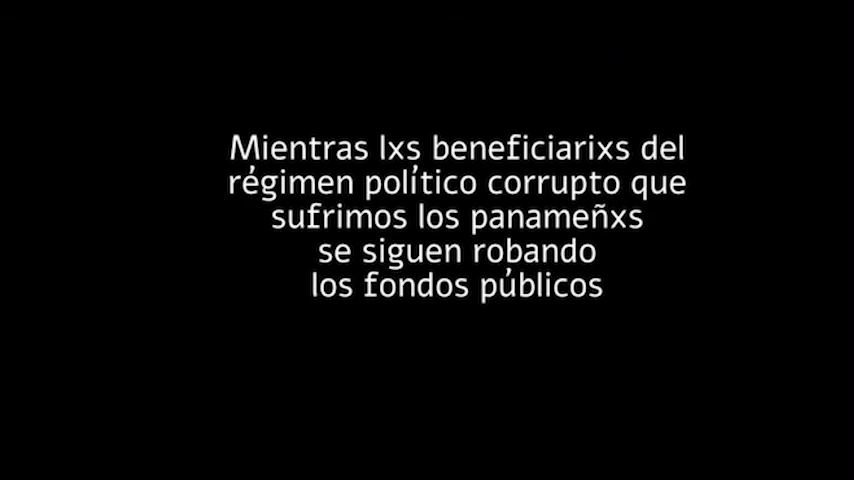 Mientras lxs beneficiarixs del
régimen político corrupto que
sufrimos los panameñxs
se siguen robando
los fondos públicos